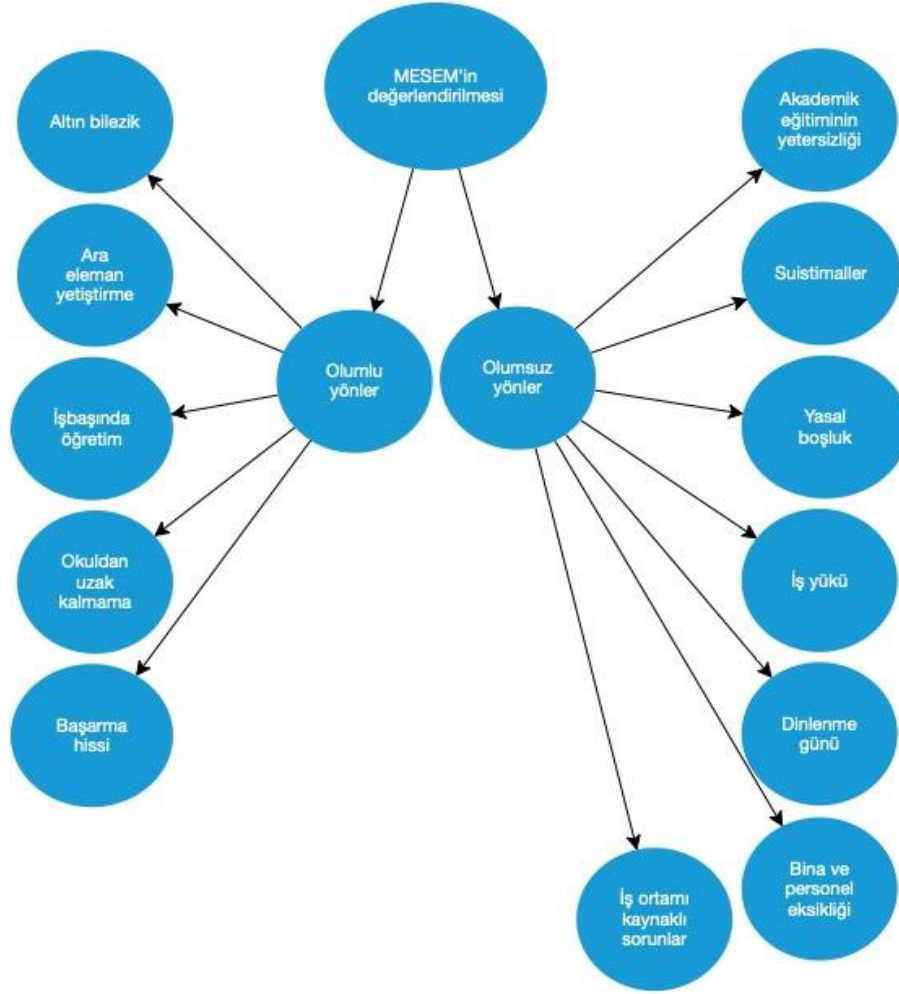 MESEM'in
değerlendirilmesi
Altın bilezik
Ara
eleman
yetiştirme
İşbaşında
öğretim
Okuldan
uzak
kalmama
Başarma
hissi
Olumlu
yönler
Olumsuz
yönler
Akademik
eğitiminin
yetersizliği
Suistimaller
Yasal
boşluk
İş yükü
Dinlenme
günü
Bina ve
personel
eksikliği
İş ortamı
kaynaklı
sorunlar